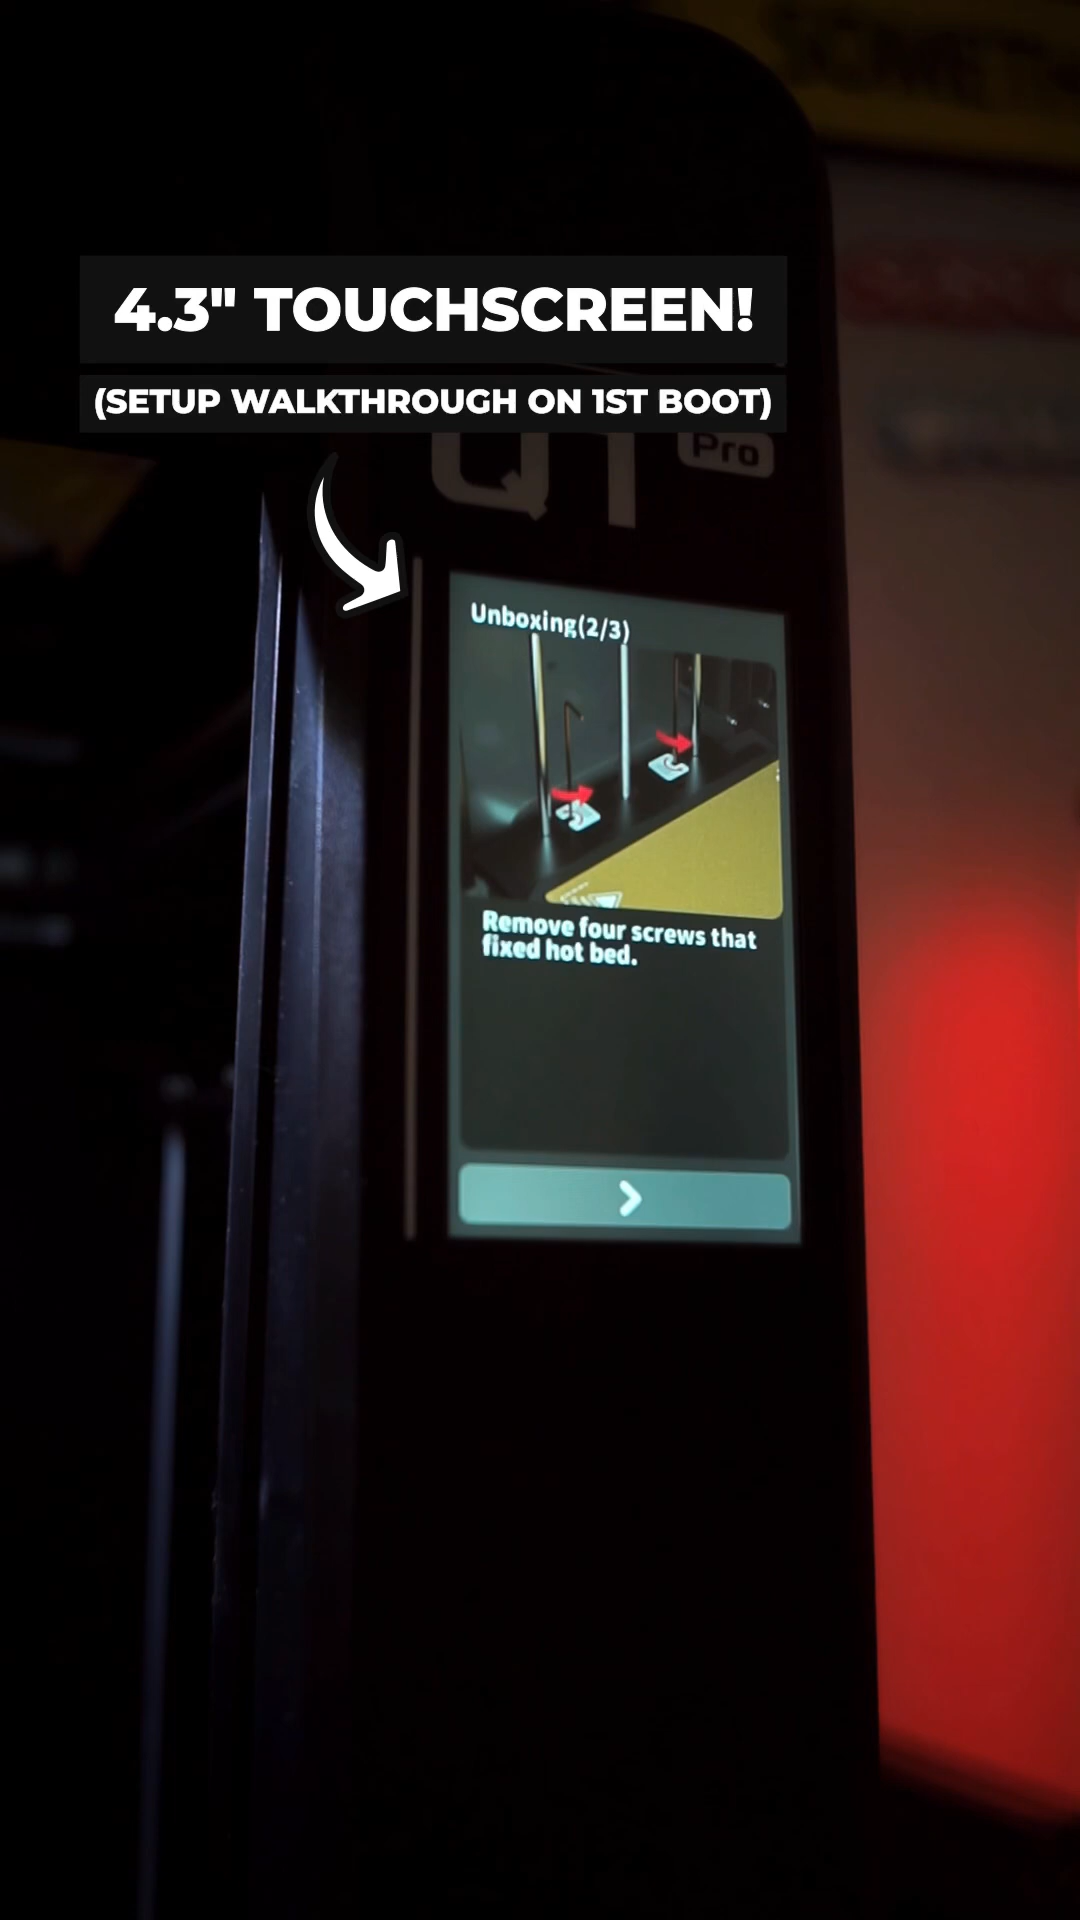 4.3" TOUCHSCREEN!
(SETUP WALKTHROUGH ON 1ST BOOT)
Q1 Pro
Unboxing(2/3)
Remove four screws that
fixed hot bed.